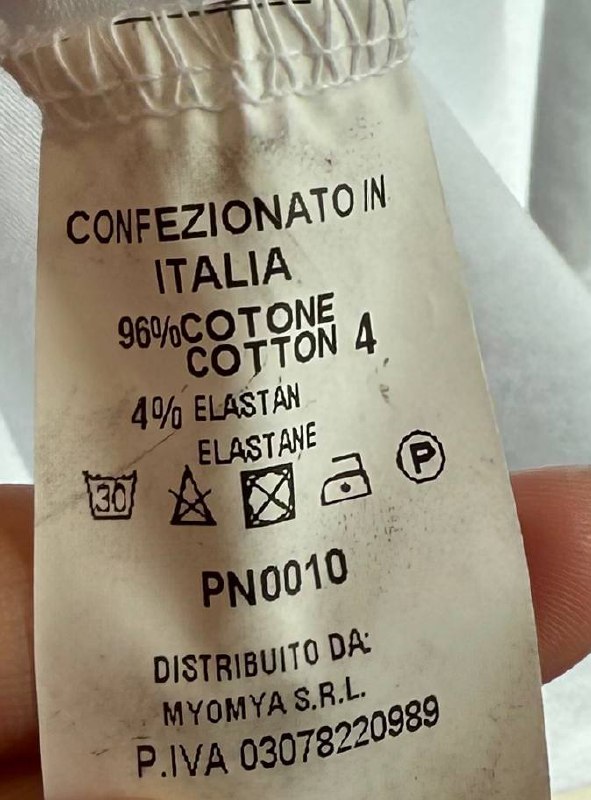 CONFEZIONATO IN
ITALIA
96% COTONE
COTTON 4
4% ELASTAN
ELASTANE
30 P
PN0010
DISTRIBUITO DA:
MYOMYA S.R.L.
P.IVA 03078220989